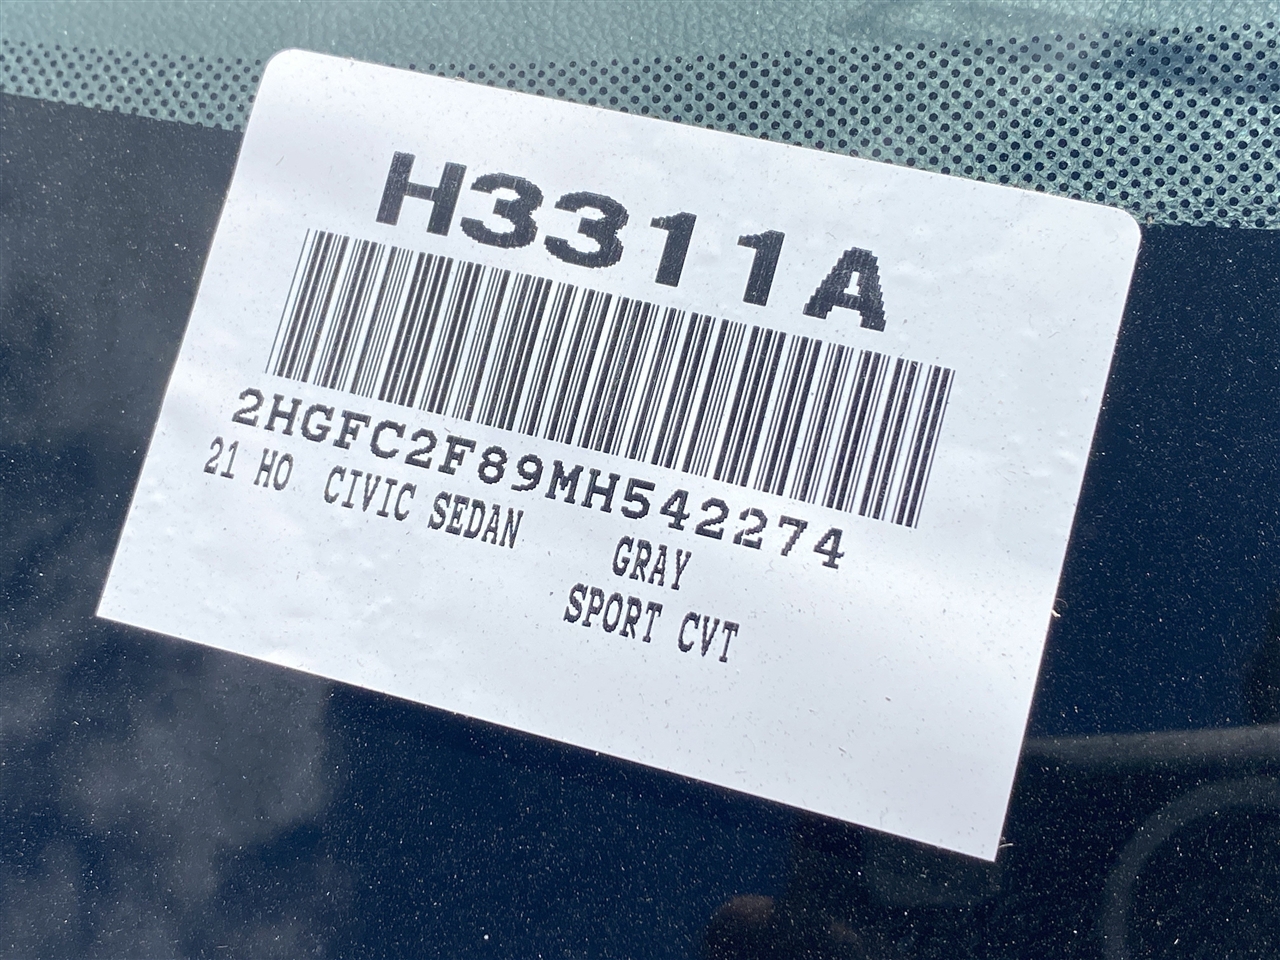 H3311A
2HGFC2F89MH542274
21 HO  CIVIC SEDAN
GRAY
SPORT CVT